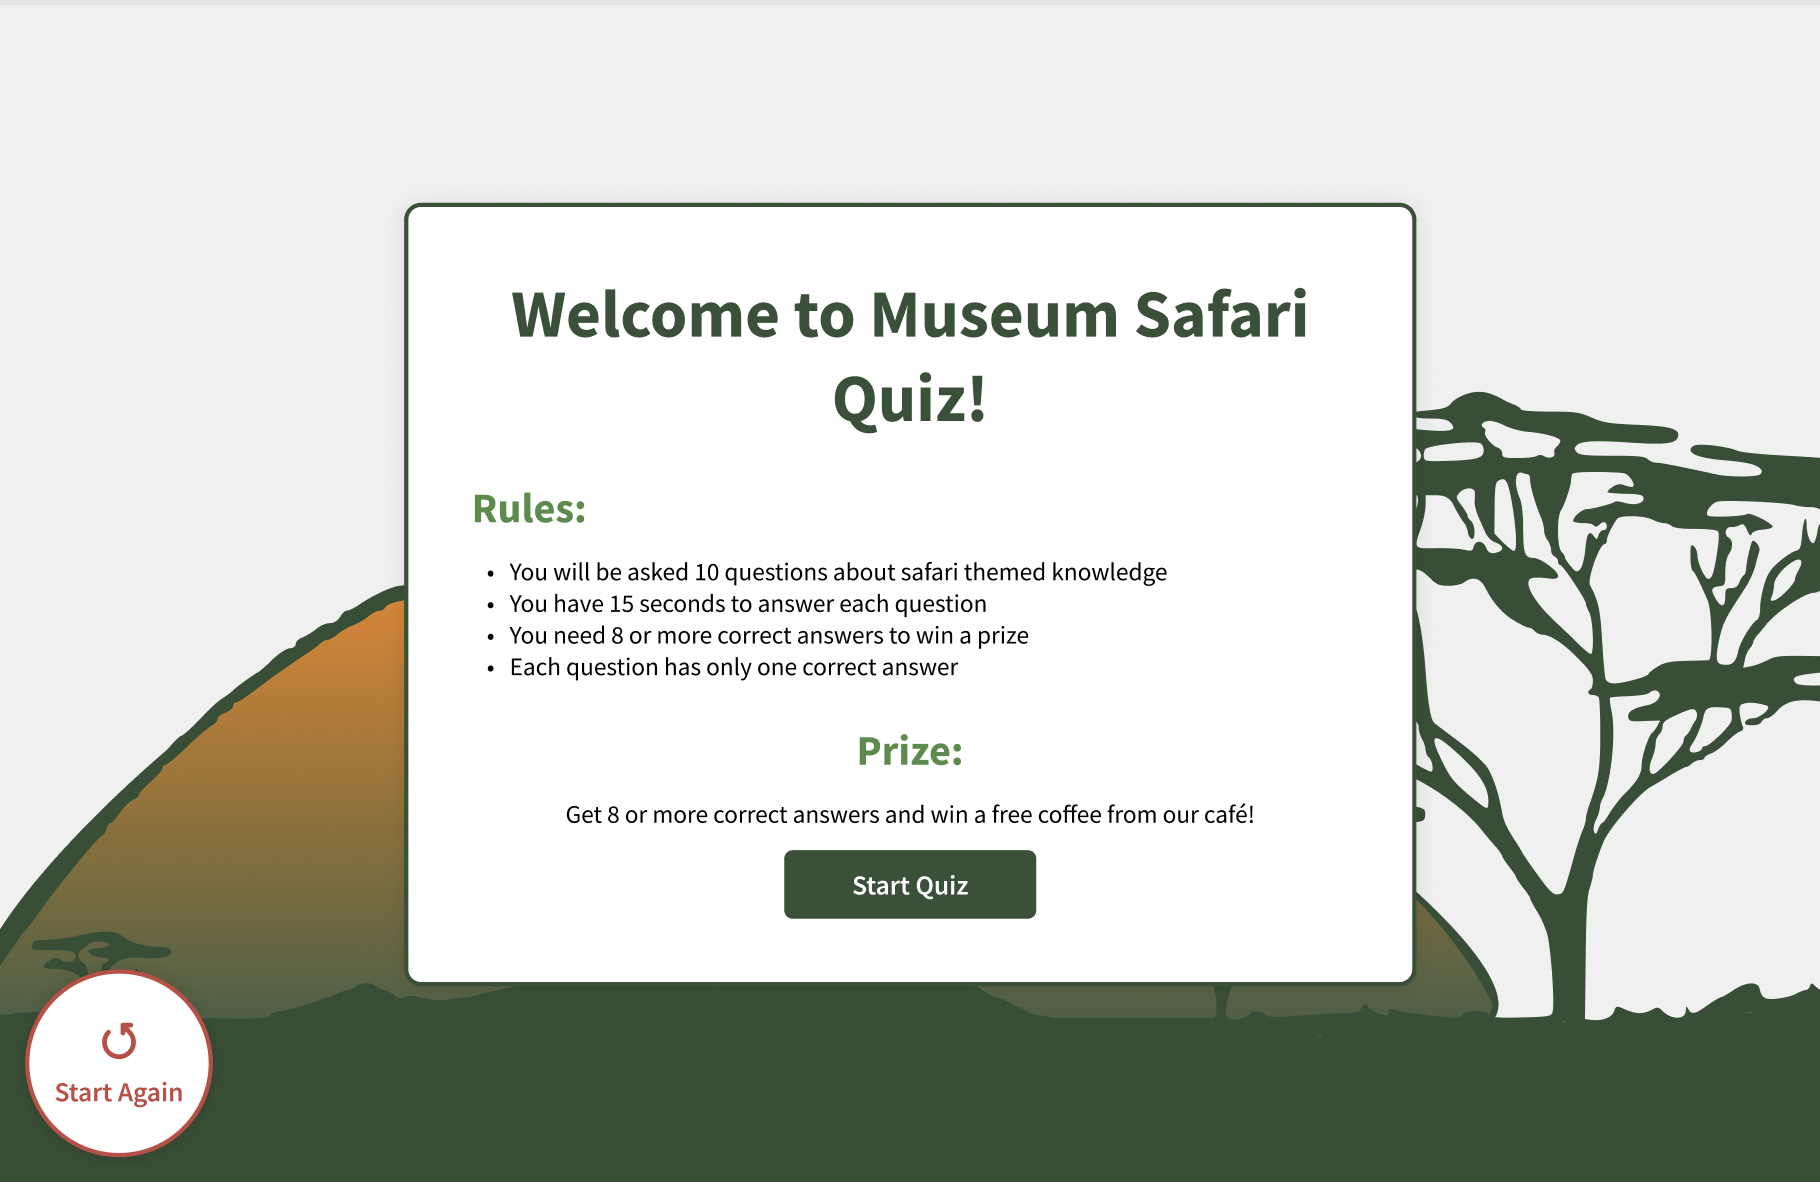 Welcome to Museum Safari
Quiz!
Rules:
• You will be asked 10 questions about safari themed knowledge
• You have 15 seconds to answer each question
• You need 8 or more correct answers to win a prize
• Each question has only one correct answer
Prize:
Get 8 or more correct answers and win a free coffee from our café!
Start Quiz
Start Again